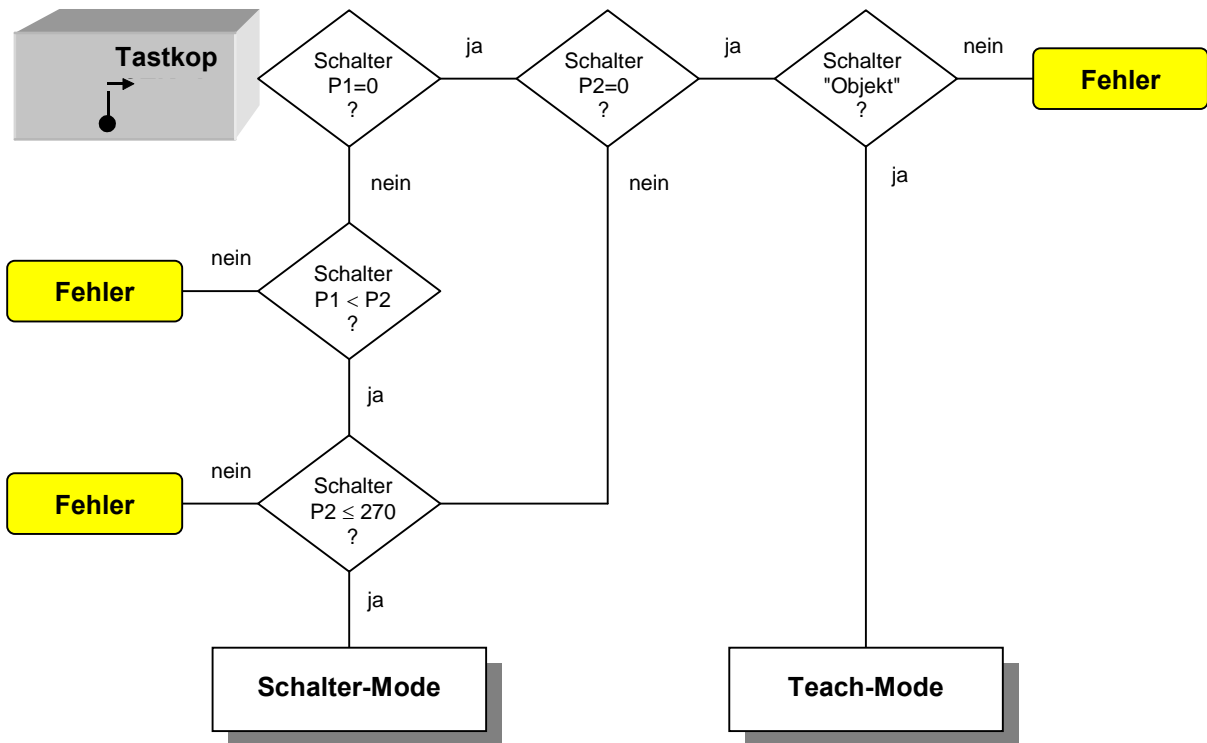 Tastkop
Schalter
P1=0
?
ja
Schalter
P2=0
?
ja
Schalter
"Objekt"
?
nein
Fehler
nein
nein
ja
Fehler
nein
Schalter
P1 < P2
?
ja
Fehler
nein
Schalter
P2 ≤ 270
?
ja
Schalter-Mode
Teach-Mode